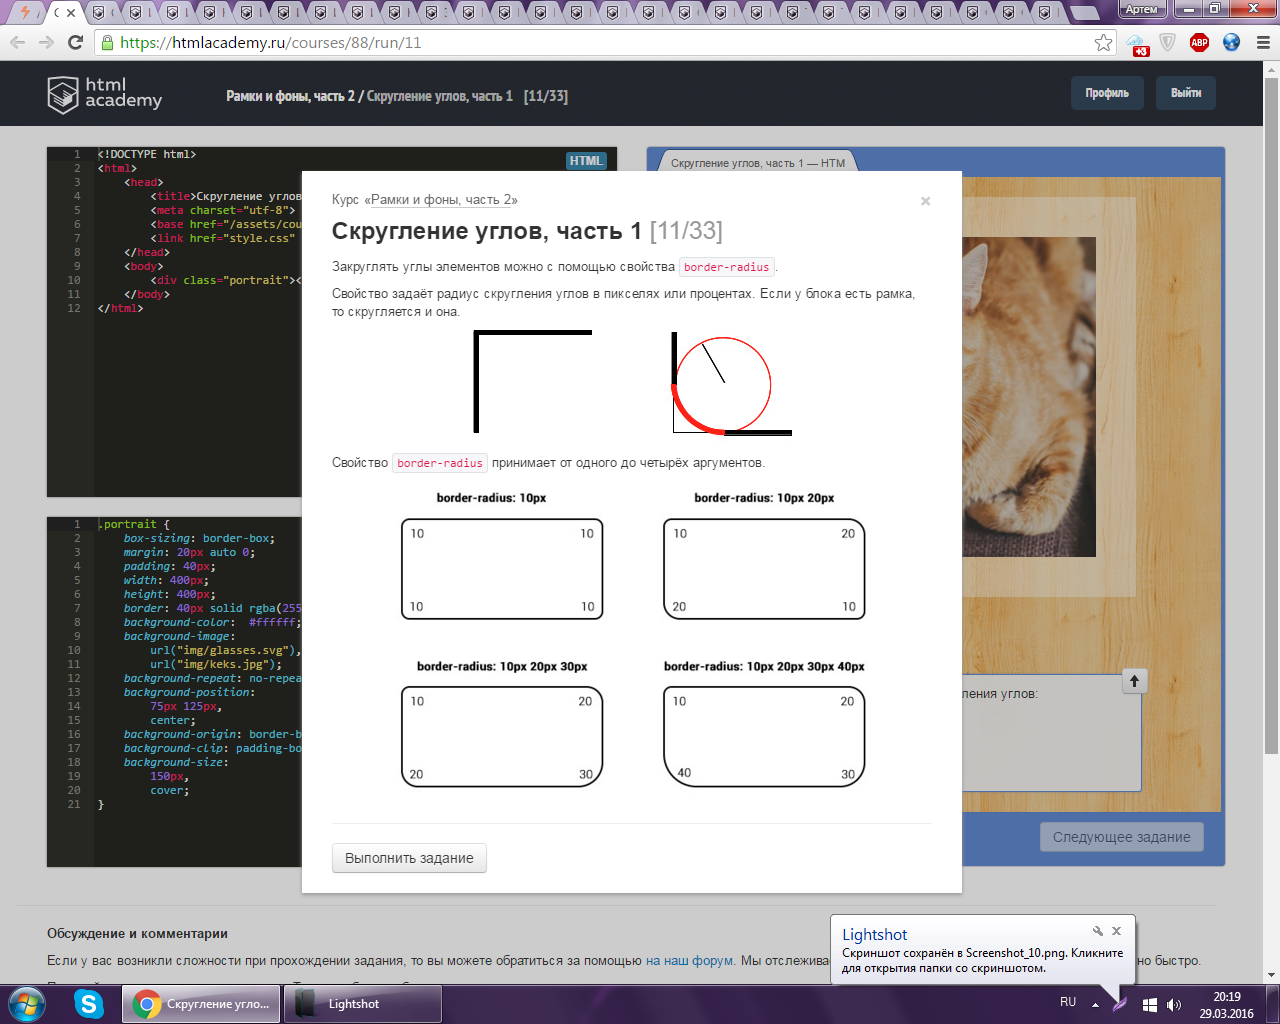 Артем
https://htmlacademy.ru/courses/88/run/11
+3
ABP
html
academy
Рамки и фоны, часть 2 / Скругление углов, часть 1 [11/33]
Профиль
Выйти
HTML
1 <!DOCTYPE html>
2 <html>
3 <head>
4 <title>Скругление углов
5 <meta charset="utf-8">
6 <base href="/assets/cou
7 <link href="style.css"
8 </head>
9 <body>
10 <div class="portrait"><
11 </body>
12 </html>
Скругление углов, часть 1 — HTM
Курс «Рамки и фоны, часть 2»
×
Скругление углов, часть 1 [11/33]
Закруглять углы элементов можно с помощью свойства border-radius.
Свойство задаёт радиус скругления углов в пикселях или процентах. Если у блока есть рамка,
то скругляется и она.
Свойство border-radius принимает от одного до четырёх аргументов.
border-radius: 10px
10 10
10 10
border-radius: 10px 20px
10 20
20 10
border-radius: 10px 20px 30px
10 20
20 30
border-radius: 10px 20px 30px 40px
10 20
40 30
Выполнить задание
1 .portrait {
2 box-sizing: border-box;
3 margin: 20px auto 0;
4 padding: 40px;
5 width: 400px;
6 height: 400px;
7 border: 40px solid rgba(255
8 background-color: #ffffff;
9 background-image:
10 url("img/glasses.svg"),
11 url("img/keks.jpg");
12 background-repeat: no-repea
13 background-position:
14 75px 125px,
15 center;
16 background-origin: border-b
17 background-clip: padding-bo
18 background-size:
19 150px,
20 cover;
21 }
ления углов:
Следующее задание
Обсуждение и комментарии
Если у вас возникли сложности при прохождении задания, то вы можете обратиться за помощью на наш форум. Мы отслежива
но быстро.
Lightshot
Скриншот сохранён в Screenshot_10.png. Кликните
для открытия папки со скриншотом.
Скругление угло...
Lightshot
RU
20:19
29.03.2016